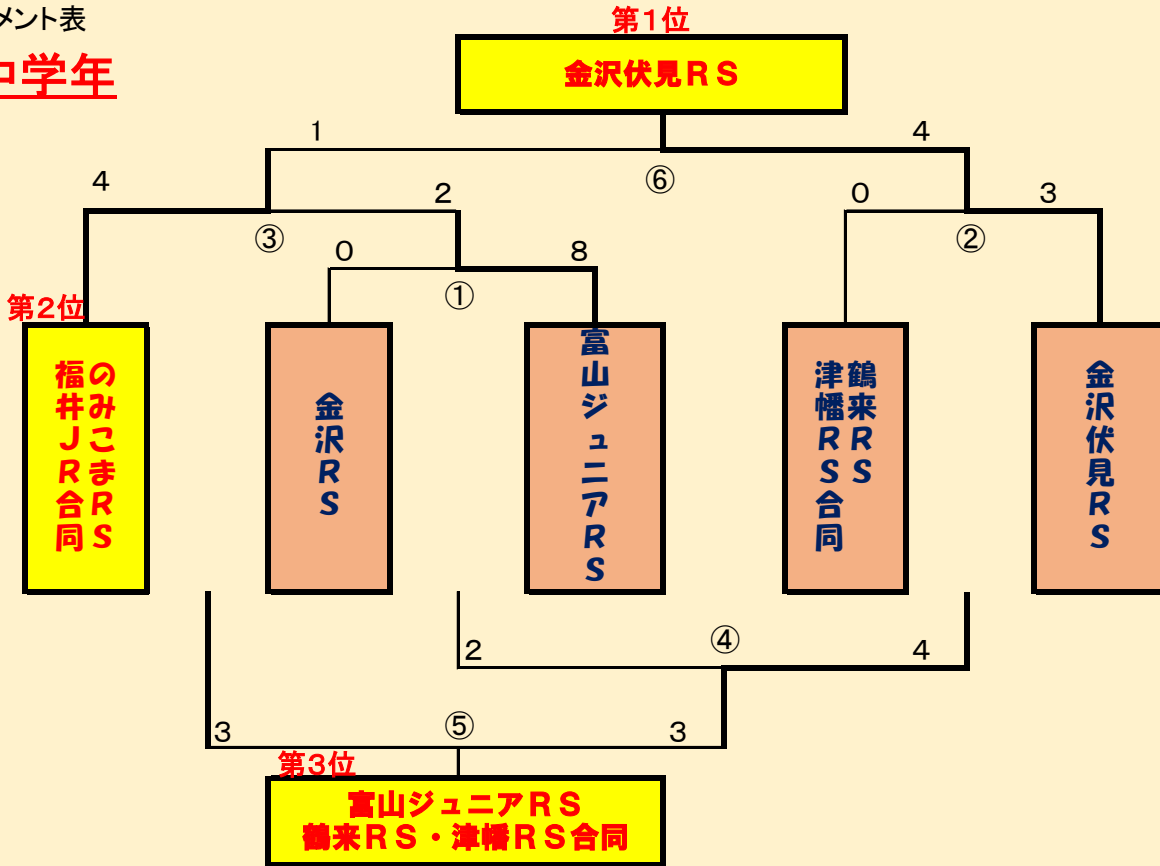 メント表
中学年
第1位
金沢伏見RS
1
4
⑥
4
2
0
3
③
②
0
8
①
第2位
のみこまRS
福井JR合同
金沢RS
富山ジュニアRS
鶴来RS
津幡RS合同
金沢伏見RS
2
④
4
3
⑤
3
第3位
富山ジュニアRS
鶴来RS・津幡RS合同